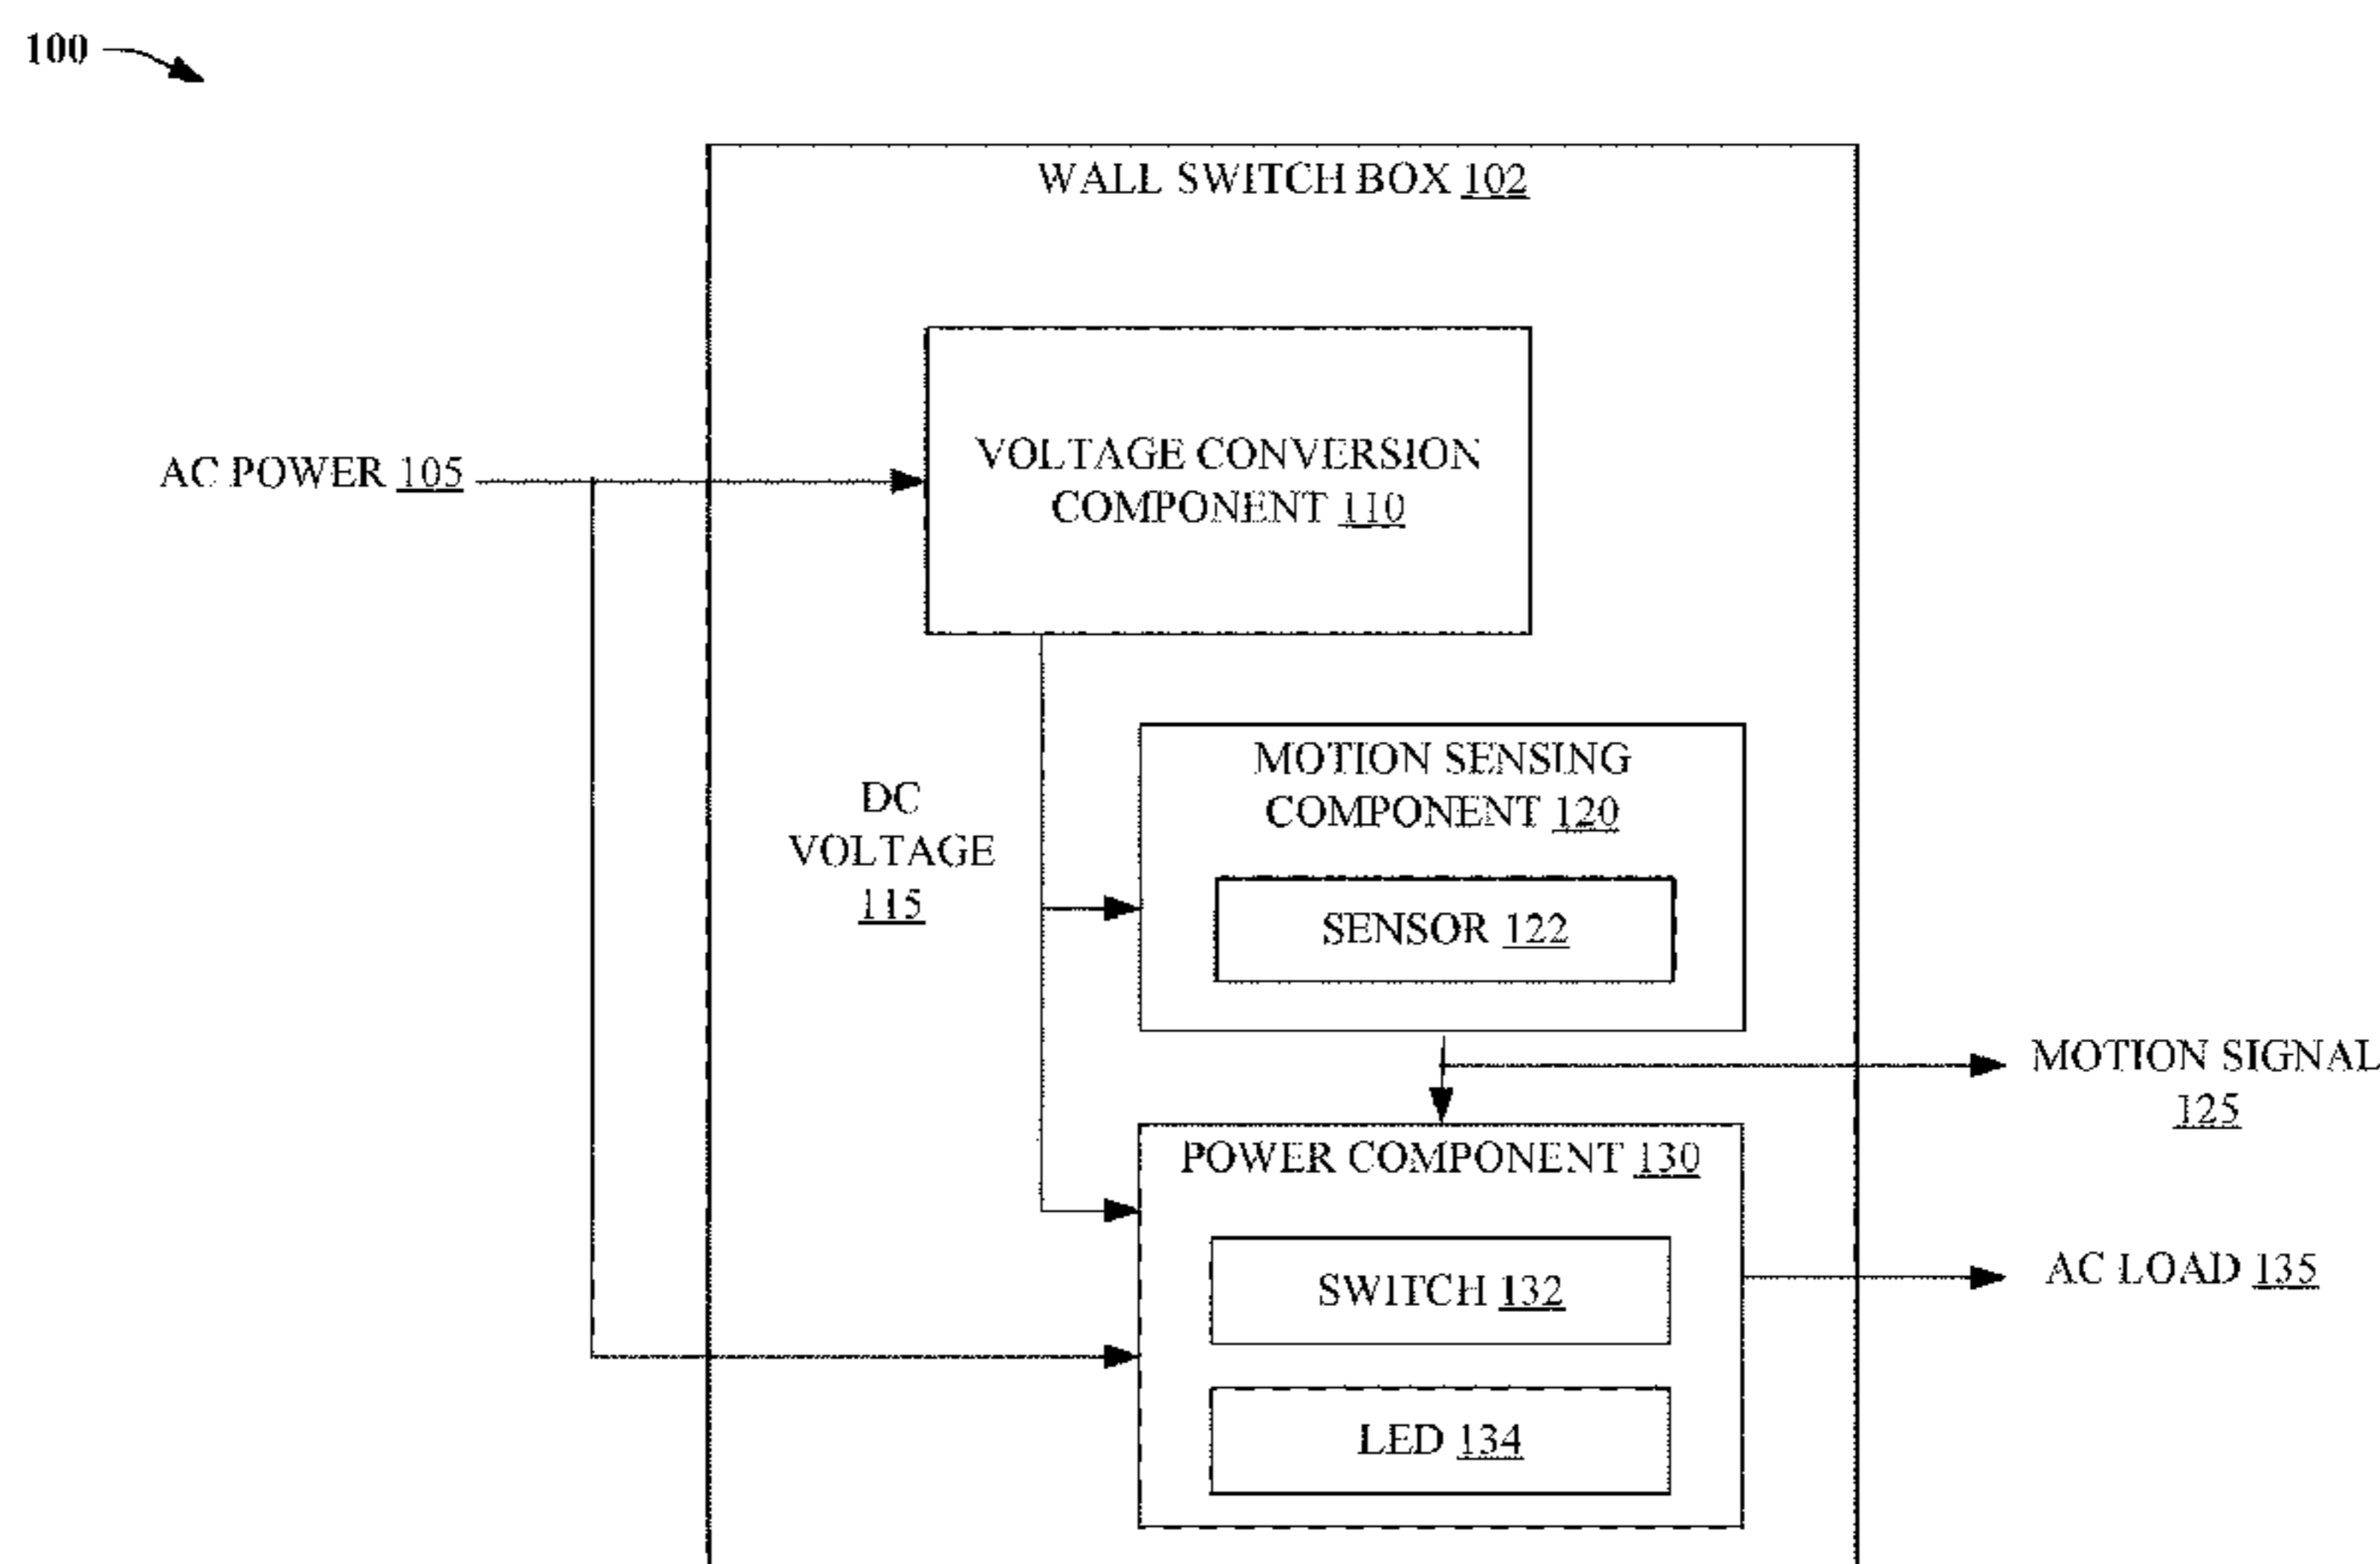 100
WALL SWITCH BOX 102
VOLTAGE CONVERSION
COMPONENT 110
AC POWER 105
MOTION SENSING
COMPONENT 120
DC
VOLTAGE
115
SENSOR 122
MOTION SIGNAL
125
POWER COMPONENT 130
SWITCH 132
AC LOAD 135
LED 134